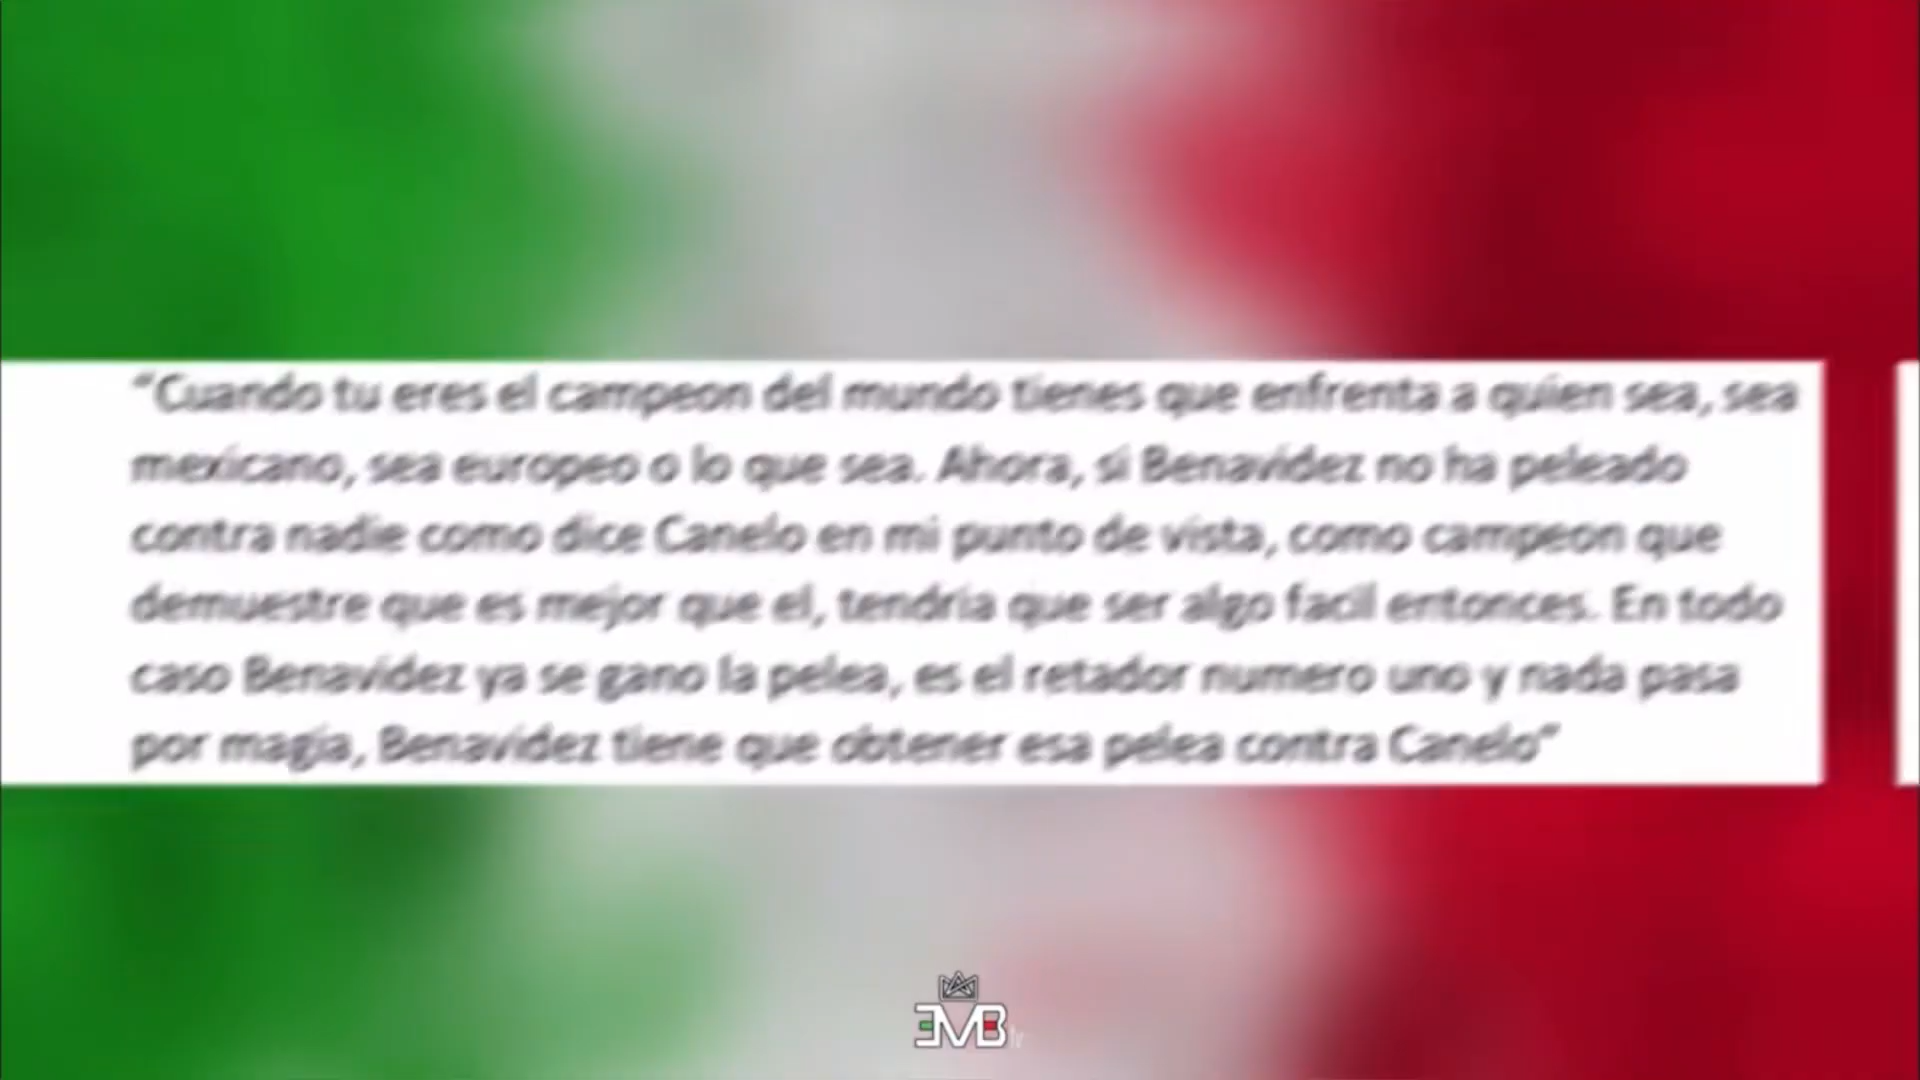 “Cuando tu eres el campeon del mundo tienes que enfrenta a quien sea, sea
mexicano, sea europeo o lo que sea. Ahora, si Benavidez no ha peleado
contra nadie como dice Canelo en mi punto de vista, como campeon que
demuestre que es mejor que el, tendria que ser algo facil entonces. En todo
caso Benavidez ya se gano la pelea, es el retador numero uno y nada pasa
por magia, Benavidez tiene que obtener esa pelea contra Canelo”
EMB tv